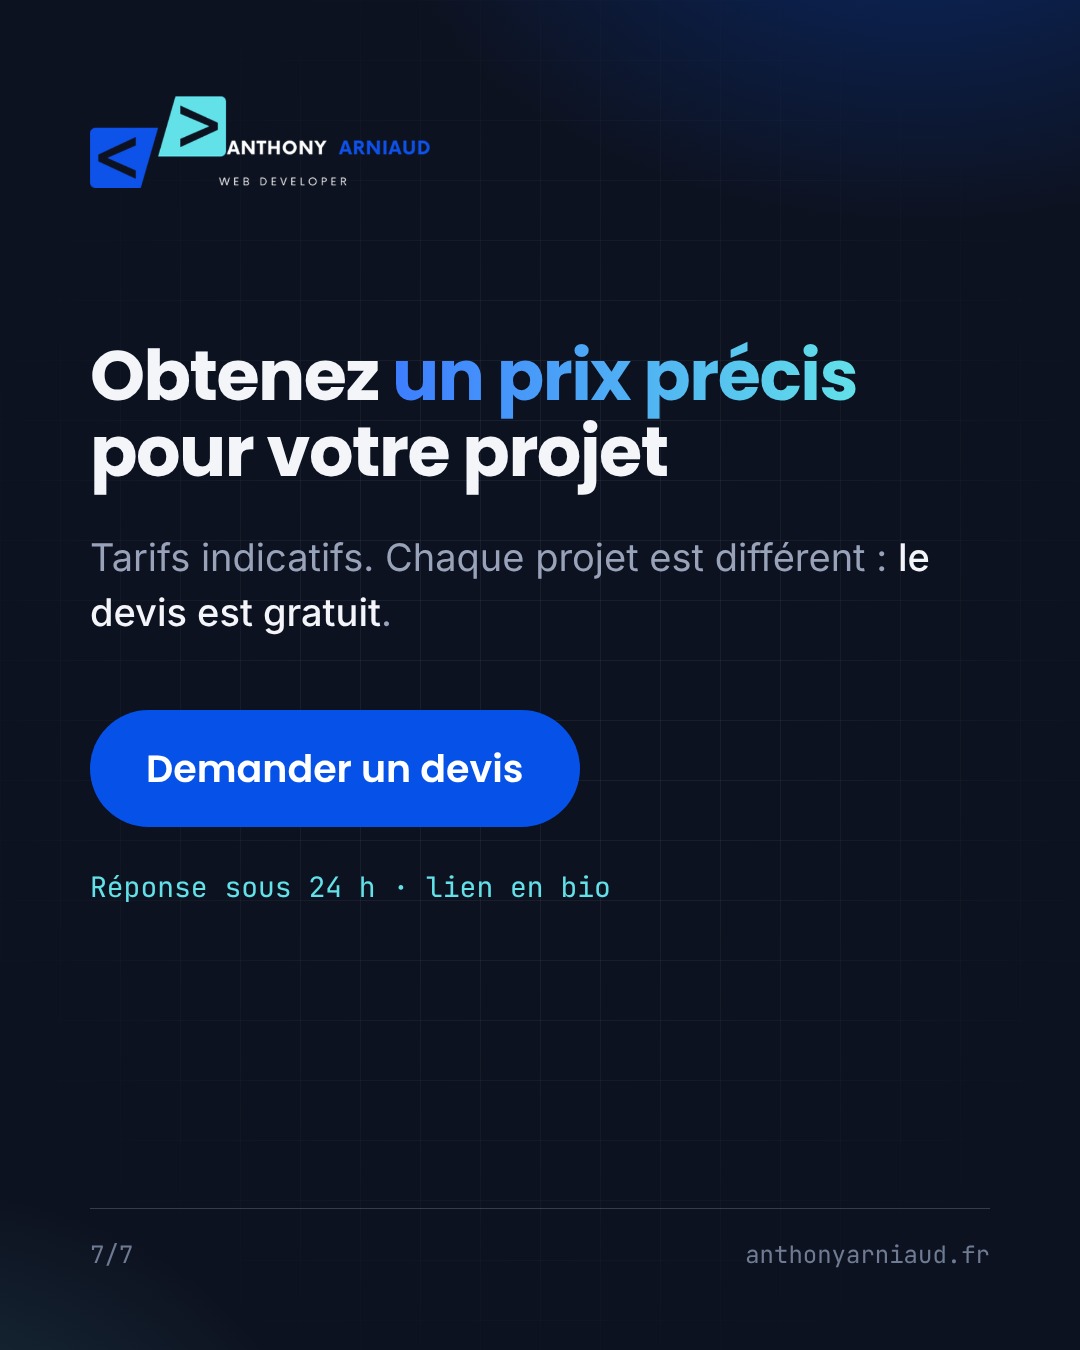 < >
ANTHONY ARNIAUD
WEB DEVELOPER
Obtenez un prix précis
pour votre projet
Tarifs indicatifs. Chaque projet est différent : le
devis est gratuit.
Demander un devis
Réponse sous 24 h · lien en bio
7/7
anthonyarniaud.fr